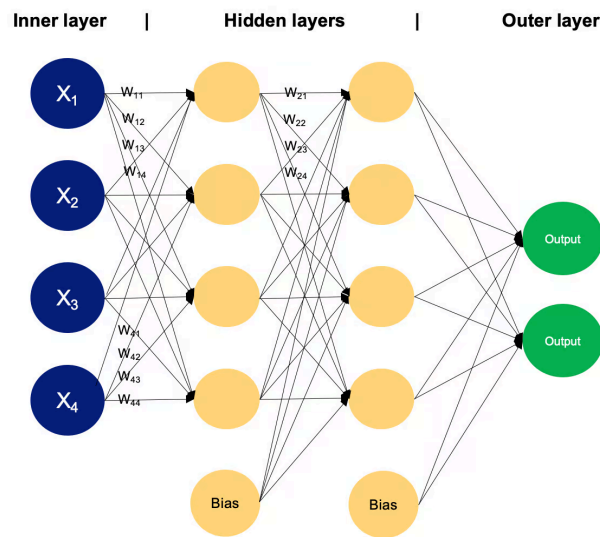 Inner layer | Hidden layers | Outer layer
X₁
W₁₁
W₁₂
W₁₃
W₁₄
W₂₁
W₂₂
W₂₃
W₂₄
X₂
Output
X₃
W₄₁
W₄₂
W₄₃
W₄₄
Output
X₄
Bias
Bias